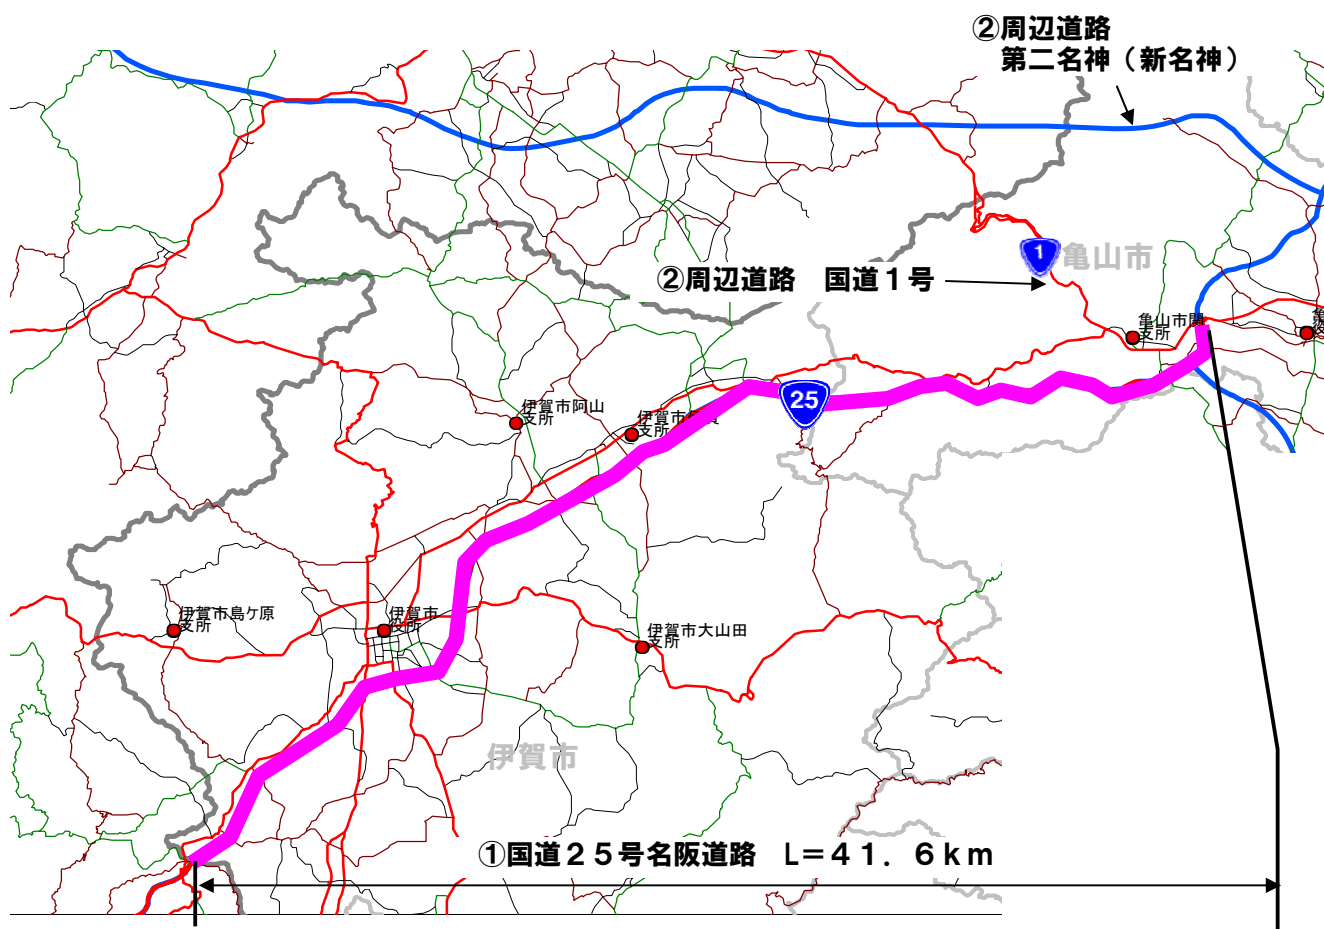 ②周辺道路
第二名神（新名神）
1
亀山市
②周辺道路　国道１号
亀山市関
支所
25
伊賀市阿山
支所
伊賀市
支所
伊賀市島ケ原
支所
伊賀市
役所
伊賀市大山田
支所
伊賀市
①国道２５号名阪道路　L＝４１．６ｋｍ